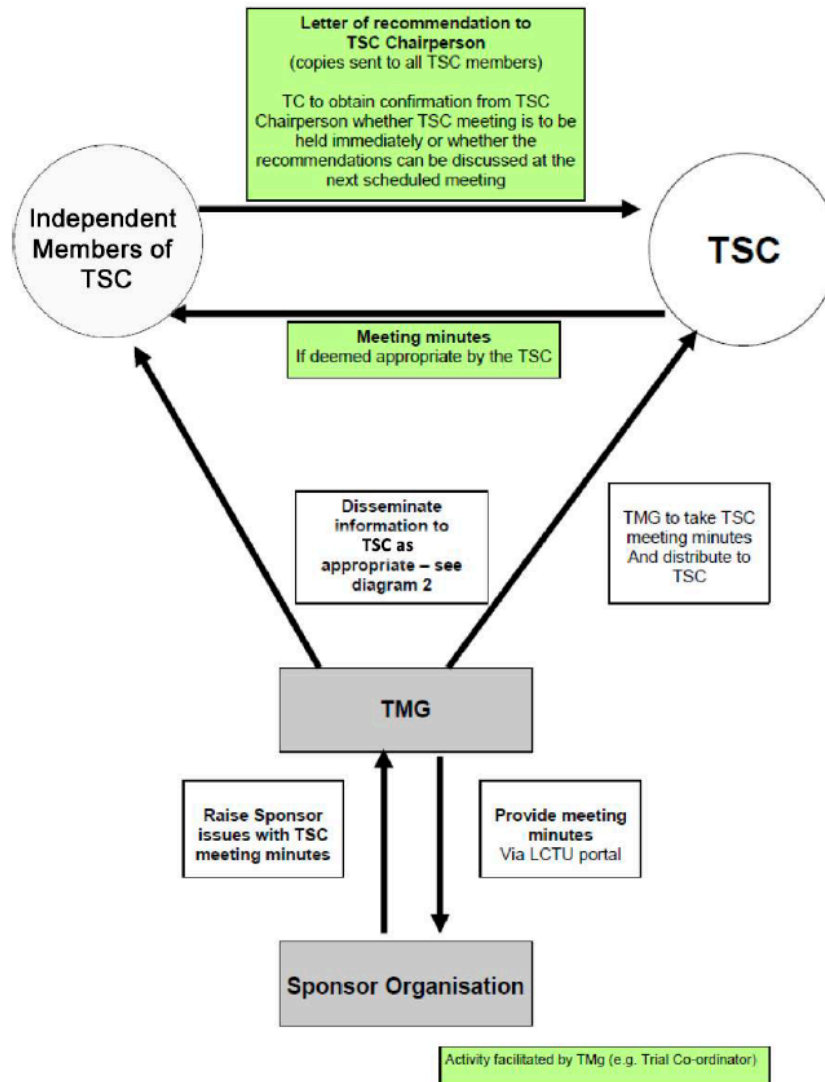 Letter of recommendation to
TSC Chairperson
(copies sent to all TSC members)
TC to obtain confirmation from TSC
Chairperson whether TSC meeting is to be
held immediately or whether the
recommendations can be discussed at the
next scheduled meeting
Independent
Members of
TSC
TSC
Meeting minutes
If deemed appropriate by the TSC
Disseminate
information to
TSC as
appropriate – see
diagram 2
TMG to take TSC
meeting minutes
And distribute to
TSC
TMG
Raise Sponsor
issues with TSC
meeting minutes
Provide meeting
minutes
Via LCTU portal
Sponsor Organisation
Activity facilitated by TMg (e.g. Trial Co-ordinator)